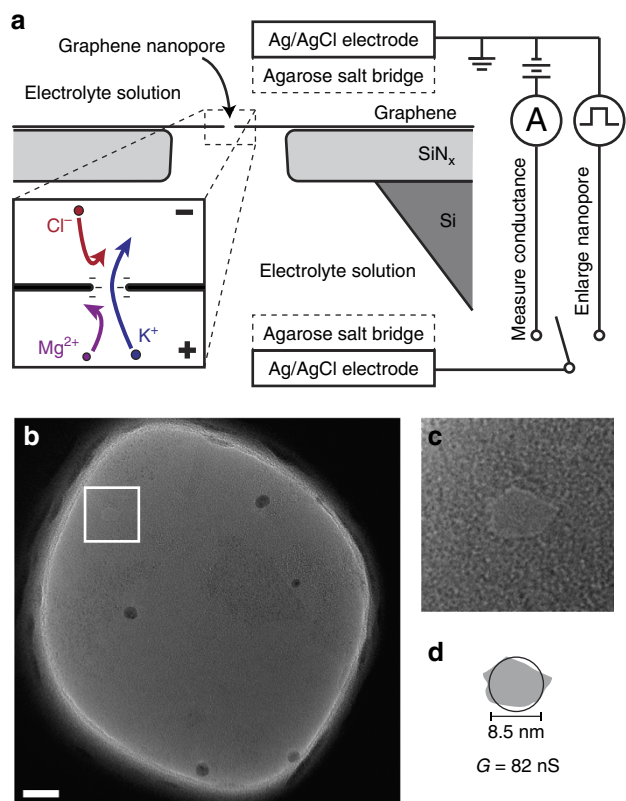 a
Ag/AgCl electrode
Graphene nanopore
Agarose salt bridge
Electrolyte solution
Graphene
A
SiNx
Si
Cl−
−
Measure conductance
Enlarge nanopore
Electrolyte solution
Mg2+
K+
+
Agarose salt bridge
Ag/AgCl electrode
b
c
d
8.5 nm
G = 82 nS